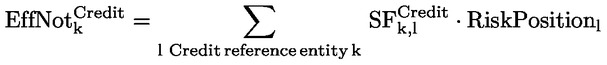 EffNot_k^Credit = ∑_{l Credit reference entity k} SF_{k,l}^Credit · RiskPosition_l